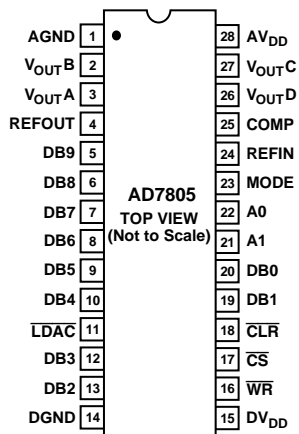 AGND 1 28 AVDD
VOUTB 2 27 VOUTC
VOUTA 3 26 VOUTD
REFOUT 4 25 COMP
DB9 5 24 REFIN
DB8 6 23 MODE
DB7 7 22 A0
DB6 8 21 A1
DB5 9 20 DB0
DB4 10 19 DB1
LDAC 11 18 CLR
DB3 12 17 CS
DB2 13 16 WR
DGND 14 15 DVDD
AD7805
TOP VIEW
(Not to Scale)